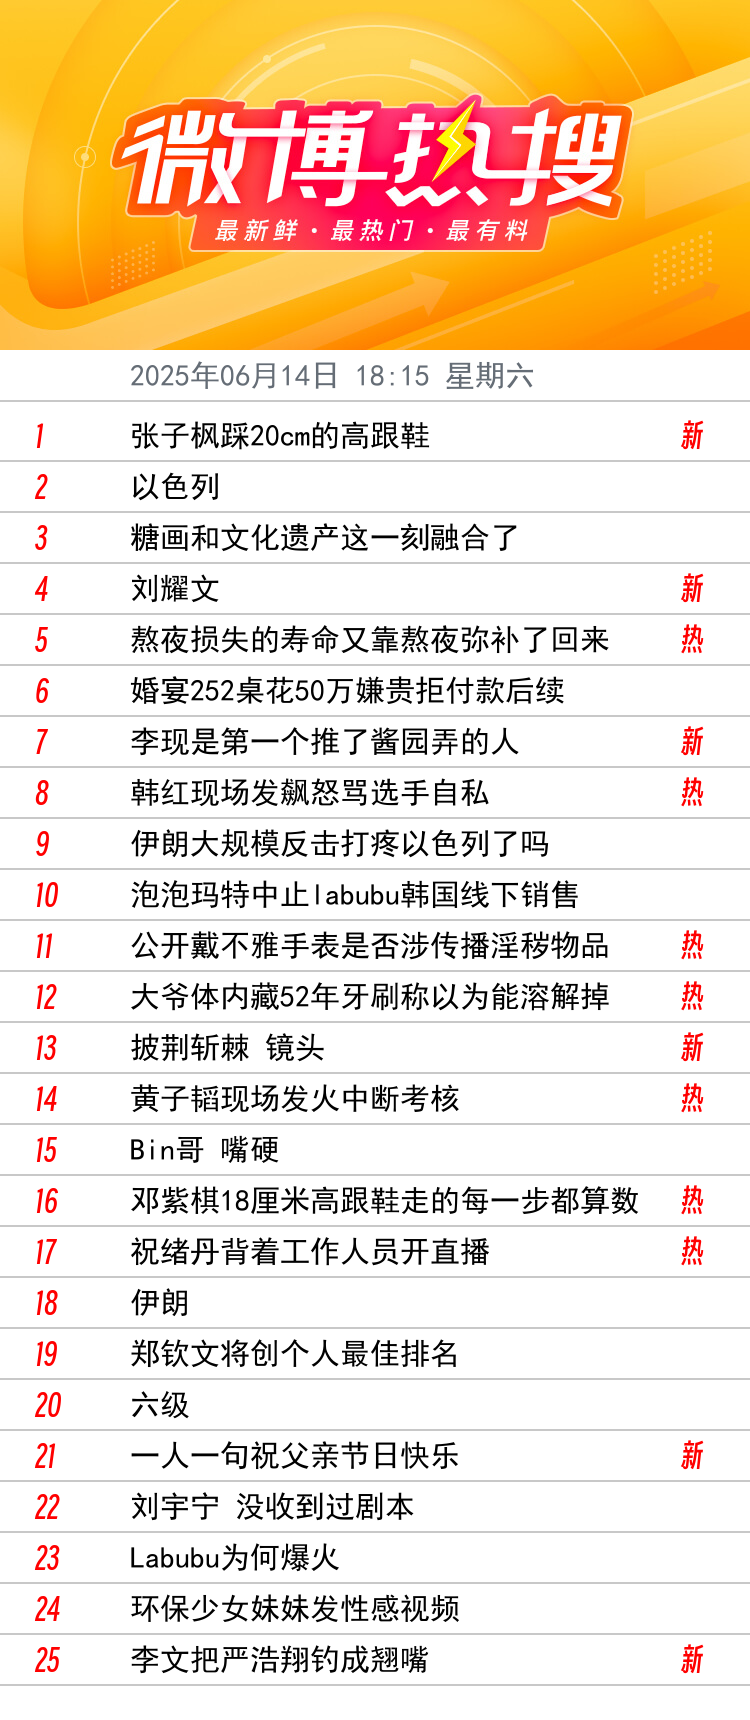 微博热搜
最新鲜·最热门·最有料
2025年06月14日 18:15 星期六
1 张子枫踩20cm的高跟鞋 新
2 以色列
3 糖画和文化遗产这一刻融合了
4 刘耀文 新
5 熬夜损失的寿命又靠熬夜弥补了回来 热
6 婚宴252桌花50万嫌贵拒付款后续
7 李现是第一个推了酱园弄的人 新
8 韩红现场发飙怒骂选手自私 热
9 伊朗大规模反击打疼以色列了吗
10 泡泡玛特中止labubu韩国线下销售
11 公开戴不雅手表是否涉传播淫秽物品 热
12 大爷体内藏52年牙刷称以为能溶解掉 热
13 披荆斩棘 镜头 新
14 黄子韬现场发火中断考核 热
15 Bin哥 嘴硬
16 邓紫棋18厘米高跟鞋走的每一步都算数 热
17 祝绪丹背着工作人员开直播 热
18 伊朗
19 郑钦文将创个人最佳排名
20 六级
21 一人一句祝父亲节日快乐 新
22 刘宇宁 没收到过剧本
23 Labubu为何爆火
24 环保少女妹妹发性感视频
25 李文把严浩翔钓成翘嘴 新